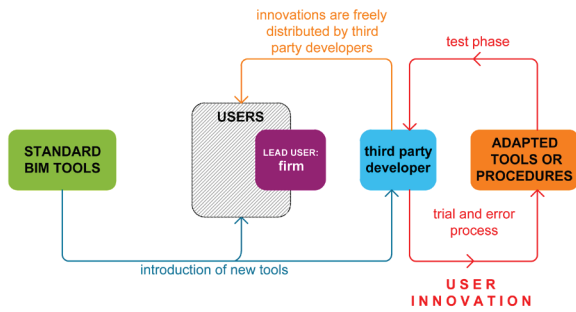 innovations are freely
distributed by third
party developers
test phase
USERS
STANDARD
BIM TOOLS
LEAD USER:
firm
third party
developer
ADAPTED
TOOLS OR
PROCEDURES
trial and error
process
introduction of new tools
USER
INNOVATION